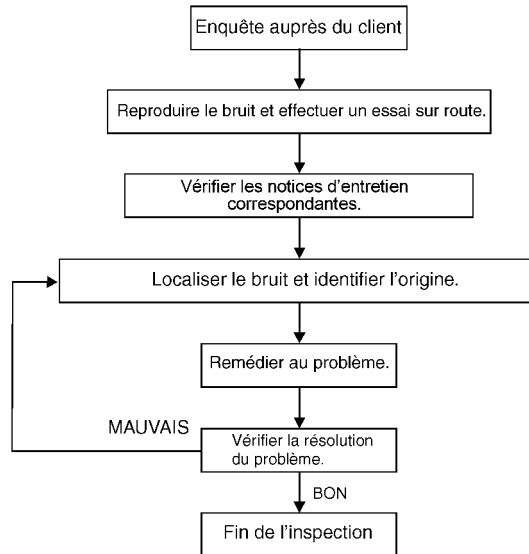 Enquête auprès du client
Reproduire le bruit et effectuer un essai sur route.
Vérifier les notices d'entretien
correspondantes.
Localiser le bruit et identifier l'origine.
Remédier au problème.
MAUVAIS
Vérifier la résolution
du problème.
BON
Fin de l'inspection